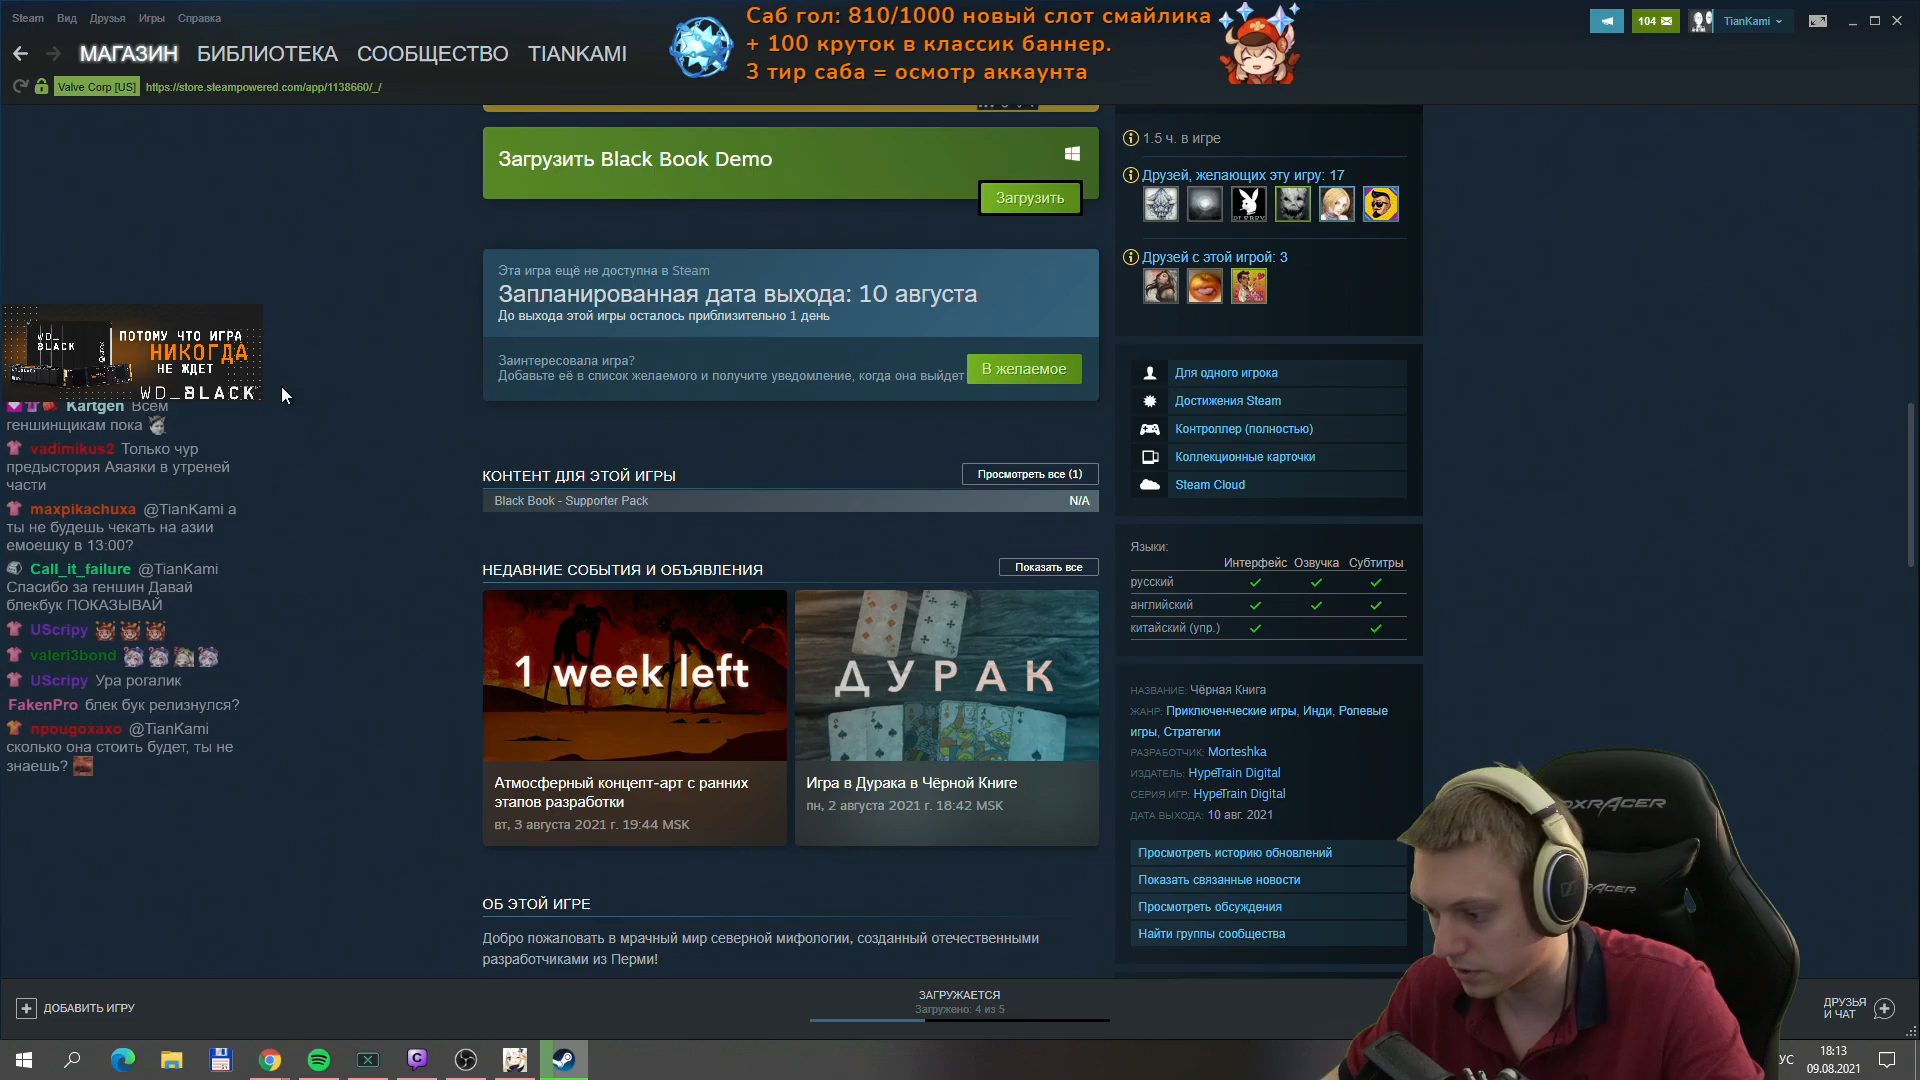 Steam Вид Друзья Игры Справка
МАГАЗИН БИБЛИОТЕКА СООБЩЕСТВО TIANKAMI
Саб гол: 810/1000 новый слот смайлика
+ 100 круток в классик баннер.
3 тир саба = осмотр аккаунта
104
TianKami
Valve Corp [US] https://store.steampowered.com/app/1138660/_/
Загрузить Black Book Demo
Загрузить
Эта игра ещё не доступна в Steam
Запланированная дата выхода: 10 августа
До выхода этой игры осталось приблизительно 1 день
Заинтересовала игра?
Добавьте её в список желаемого и получите уведомление, когда она выйдет
В желаемое
КОНТЕНТ ДЛЯ ЭТОЙ ИГРЫ
Просмотреть все (1)
Black Book - Supporter Pack N/A
НЕДАВНИЕ СОБЫТИЯ И ОБЪЯВЛЕНИЯ
Показать все
1 week left
Атмосферный концепт-арт с ранних
этапов разработки
вт, 3 августа 2021 г. 19:44 MSK
ДУРАК
Игра в Дурака в Чёрной Книге
пн, 2 августа 2021 г. 18:42 MSK
ОБ ЭТОЙ ИГРЕ
Добро пожаловать в мрачный мир северной мифологии, созданный отечественными
разработчиками из Перми!
1.5 ч. в игре
Друзей, желающих эту игру: 17
Друзей с этой игрой: 3
Для одного игрока
Достижения Steam
Контроллер (полностью)
Коллекционные карточки
Steam Cloud
Языки:
Интерфейс Озвучка Субтитры
русский
английский
китайский (упр.)
НАЗВАНИЕ: Чёрная Книга
ЖАНР: Приключенческие игры, Инди, Ролевые
игры, Стратегии
РАЗРАБОТЧИК: Morteshka
ИЗДАТЕЛЬ: HypeTrain Digital
СЕРИЯ ИГР: HypeTrain Digital
ДАТА ВЫХОДА: 10 авг. 2021
Просмотреть историю обновлений
Показать связанные новости
Просмотреть обсуждения
Найти группы сообщества
WD_
BLACK
ПОТОМУ ЧТО ИГРА
НИКОГДА
НЕ ЖДЕТ
WD_BLACK
Kartgen Всем
геншинщикам пока
vadimikus2 Только чур
предыстория Аяаяки в утреней
части
maxpikachuxa @TianKami а
ты не будешь чекать на азии
емоешку в 13:00?
Call_it_failure @TianKami
Спасибо за геншин Давай
блекбук ПОКАЗЫВАЙ
UScripy
valeri3bond
UScripy Ура рогалик
FakenPro блек бук релизнулся?
npougoxaxo @TianKami
сколько она стоить будет, ты не
знаешь?
ДОБАВИТЬ ИГРУ
ЗАГРУЖАЕТСЯ
Загружено: 4 из 5
ДРУЗЬЯ
И ЧАТ
DXRACER
RACER
УС
18:13
09.08.2021